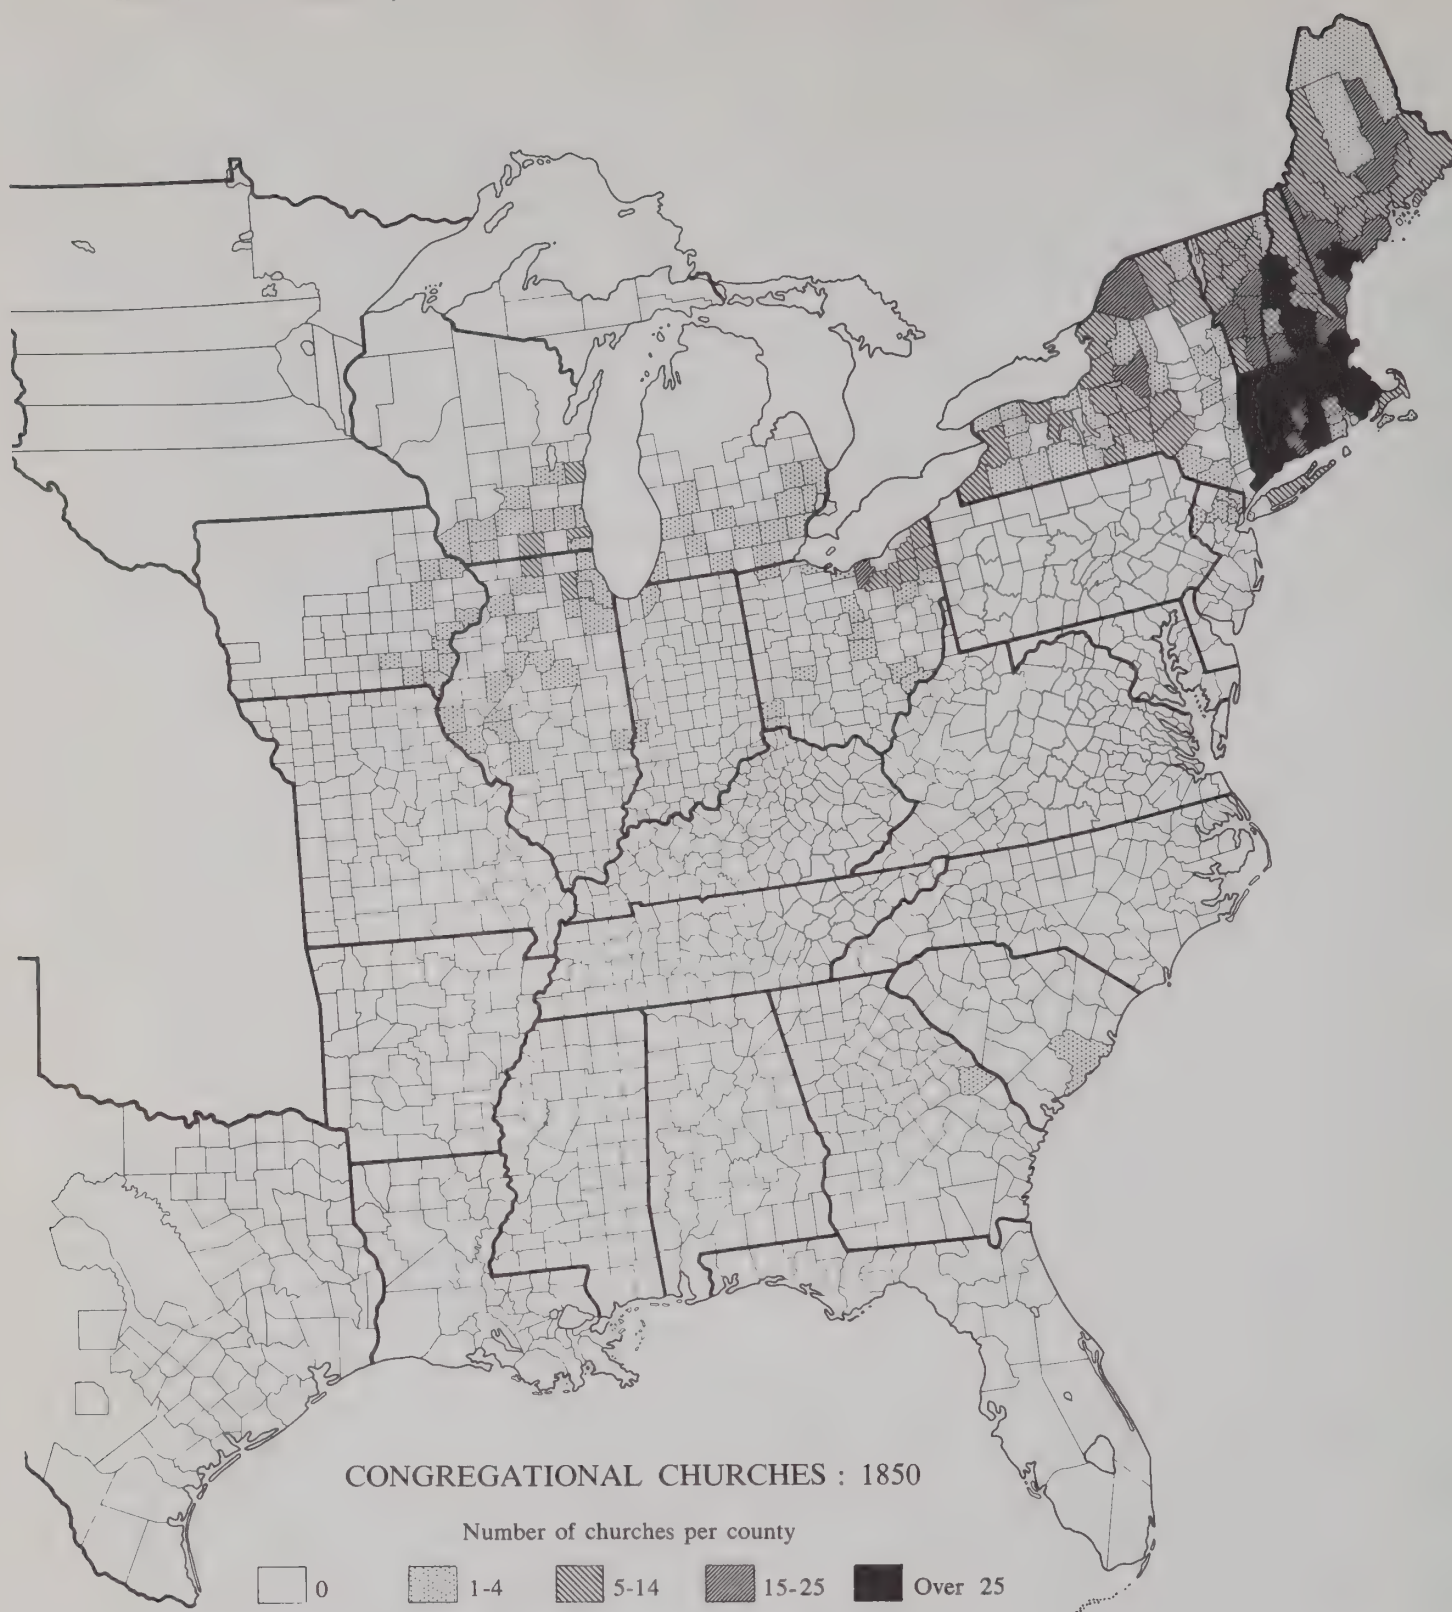 CONGREGATIONAL CHURCHES : 1850
Number of churches per county
0 1-4 5-14 15-25 Over 25